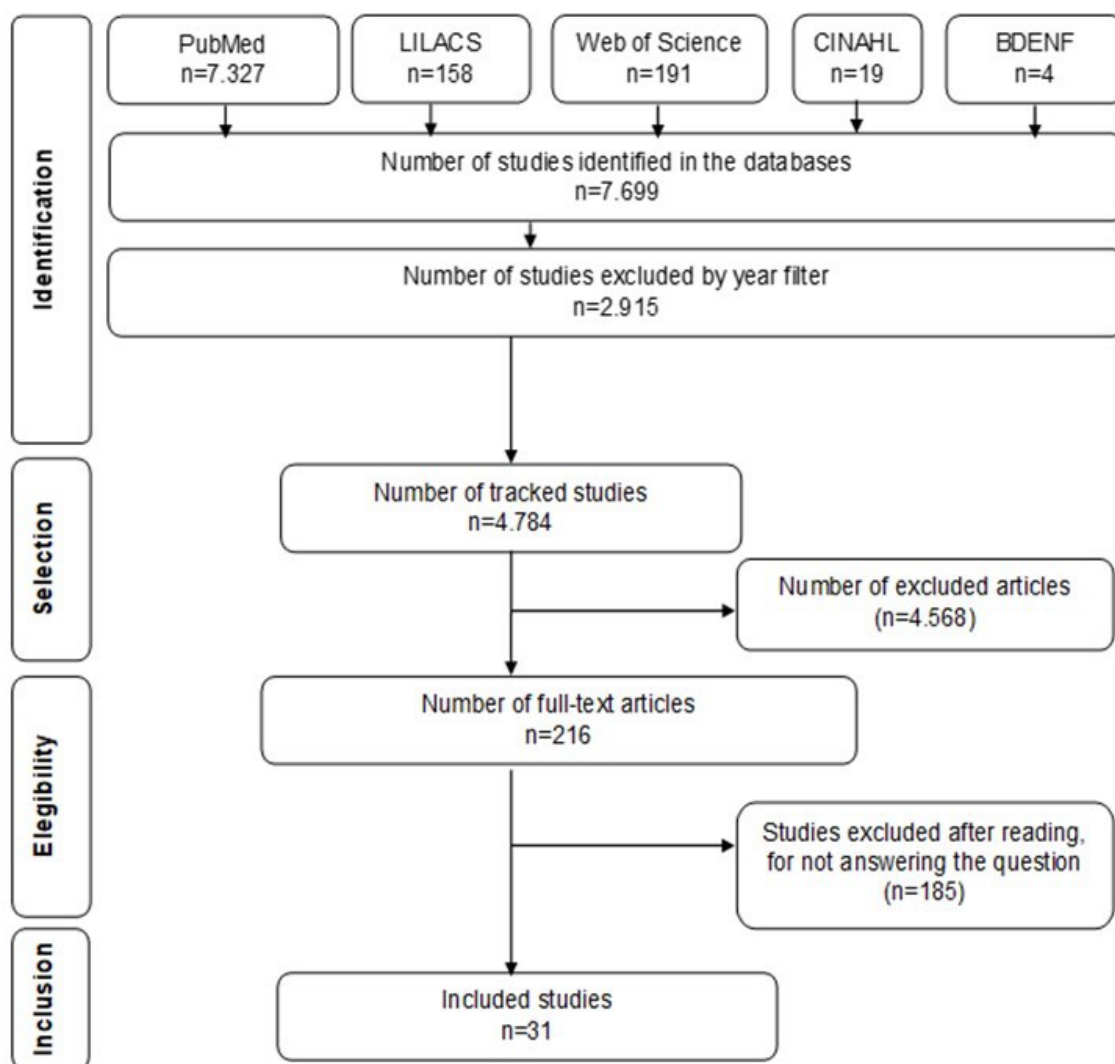 PubMed
n=7.327
LILACS
n=158
Web of Science
n=191
CINAHL
n=19
BDENF
n=4
Identification
Number of studies identified in the databases
n=7.699
Number of studies excluded by year filter
n=2.915
Selection
Number of tracked studies
n=4.784
Number of excluded articles
(n=4.568)
Elegibility
Number of full-text articles
n=216
Studies excluded after reading,
for not answering the question
(n=185)
Inclusion
Included studies
n=31